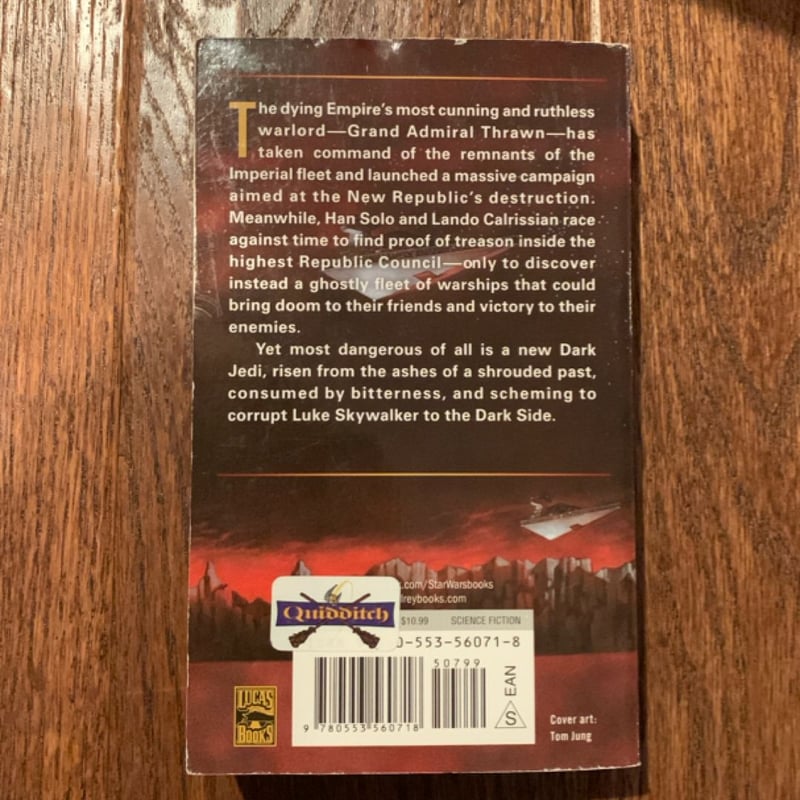 The dying Empire's most cunning and ruthless
warlord—Grand Admiral Thrawn—has
taken command of the remnants of the
Imperial fleet and launched a massive campaign
aimed at the New Republic's destruction.
Meanwhile, Han Solo and Lando Calrissian race
against time to find proof of treason inside the
highest Republic Council—only to discover
instead a ghostly fleet of warships that could
bring doom to their friends and victory to their
enemies.
Yet most dangerous of all is a new Dark
Jedi, risen from the ashes of a shrouded past,
consumed by bitterness, and scheming to
corrupt Luke Skywalker to the Dark Side.
.com/StarWarsbooks
lreybooks.com
Quidditch
$10.99 SCIENCE FICTION
0-553-56071-8
50799
EAN
S
9 780553 560718
LUCAS
BOOKS
Cover art:
Tom Jung